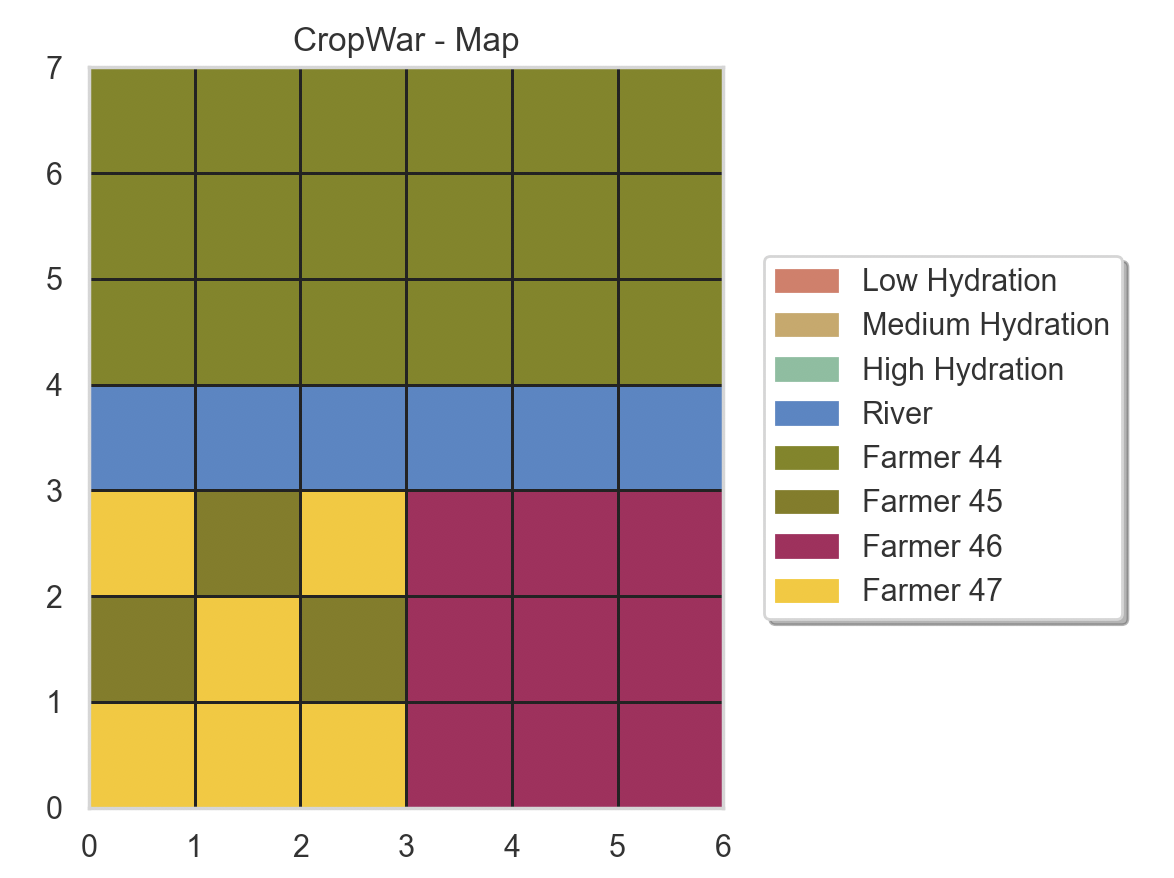 CropWar - Map
7
6
5
4
3
2
1
0
0 1 2 3 4 5 6
Low Hydration
Medium Hydration
High Hydration
River
Farmer 44
Farmer 45
Farmer 46
Farmer 47